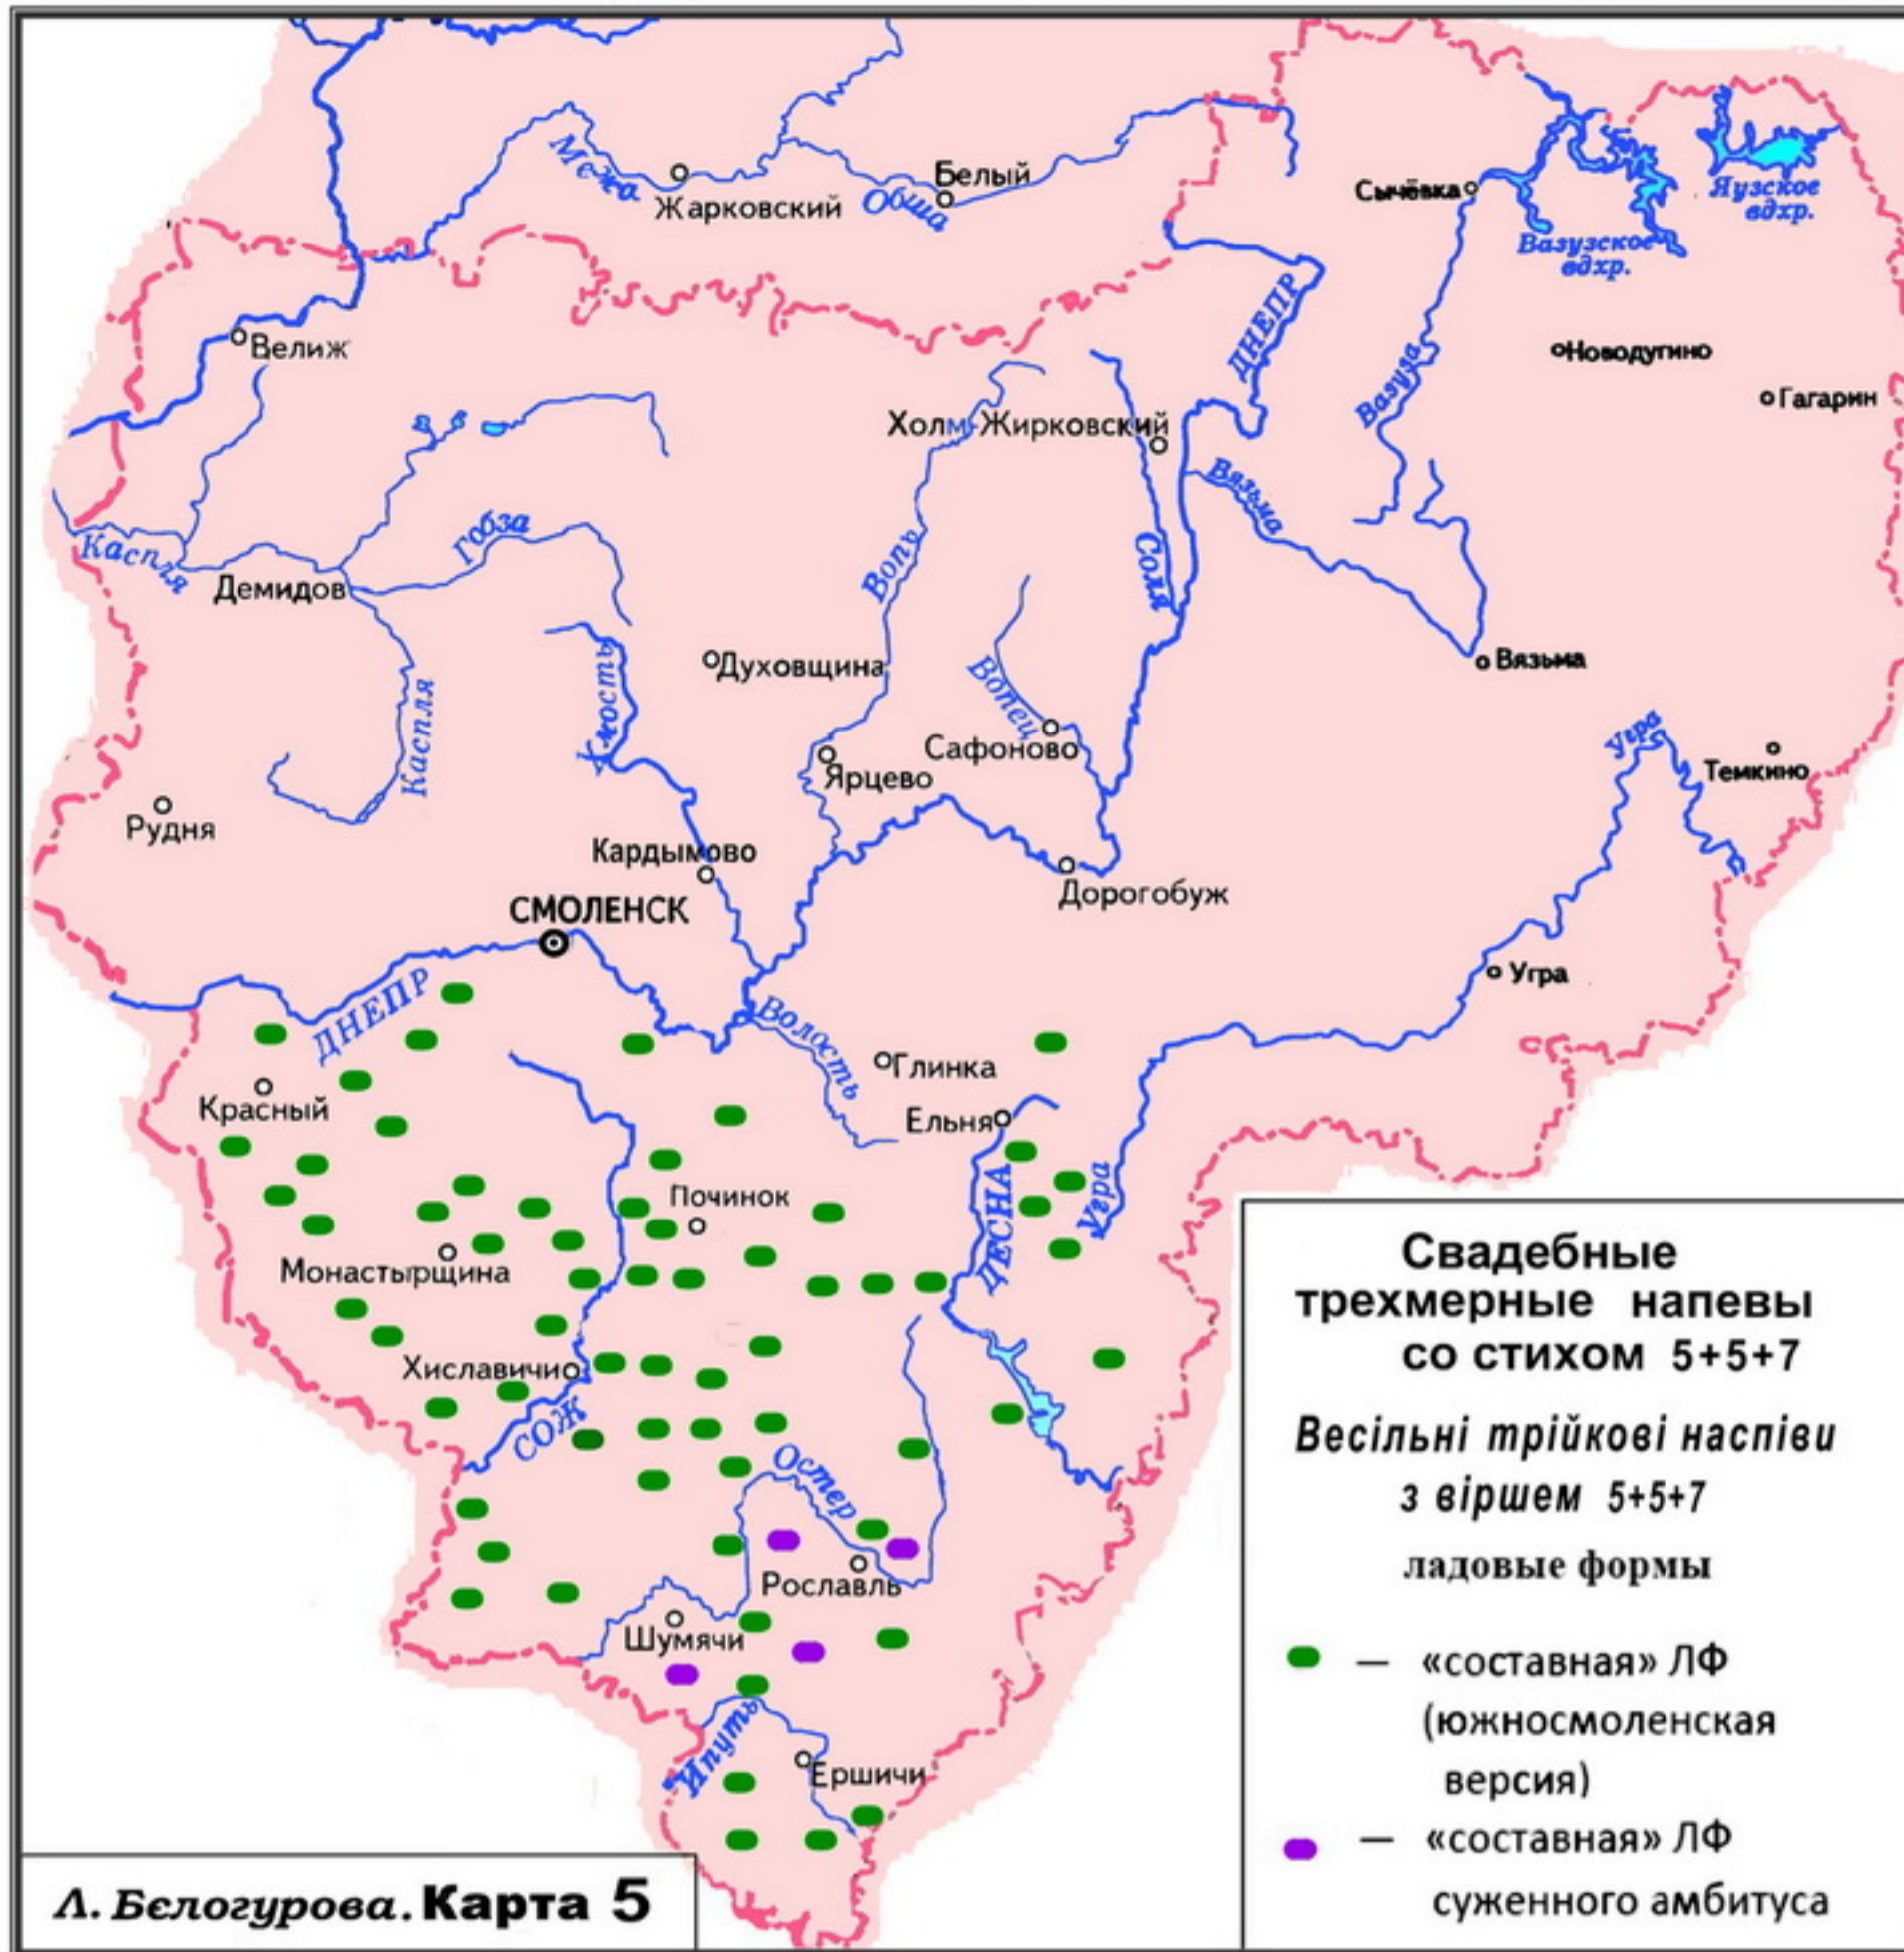 Межа
Жарковский
Обша
Белый
Сычёвка
Вазузское
вдхр.
Яузское
вдхр.
Велиж
ДНЕПР
Вазуза
Новодугино
Гагарин
Холм-Жирковский
Вязьма
Каспля
Гобза
Вопь
Соля
Демидов
Духовщина
Хмость
Вопец
Вязьма
Каспля
Сафоново
Ярцево
Угра
Темкино
Рудня
Кардымово
Дорогобуж
СМОЛЕНСК
Угра
ДНЕПР
Волость
Глинка
Красный
Ельня
ДЕСНА
Угра
Починок
Монастырщина
Хиславичи
СОЖ
Остер
Рославль
Шумячи
Ипуть
Ершичи
Свадебные
трехмерные напевы
со стихом 5+5+7
Весільні трійкові наспіви
з віршем 5+5+7
ладовые формы
— «составная» ЛФ
(южносмоленская
версия)
— «составная» ЛФ
суженного амбитуса
Л. Бєлогурова. Карта 5